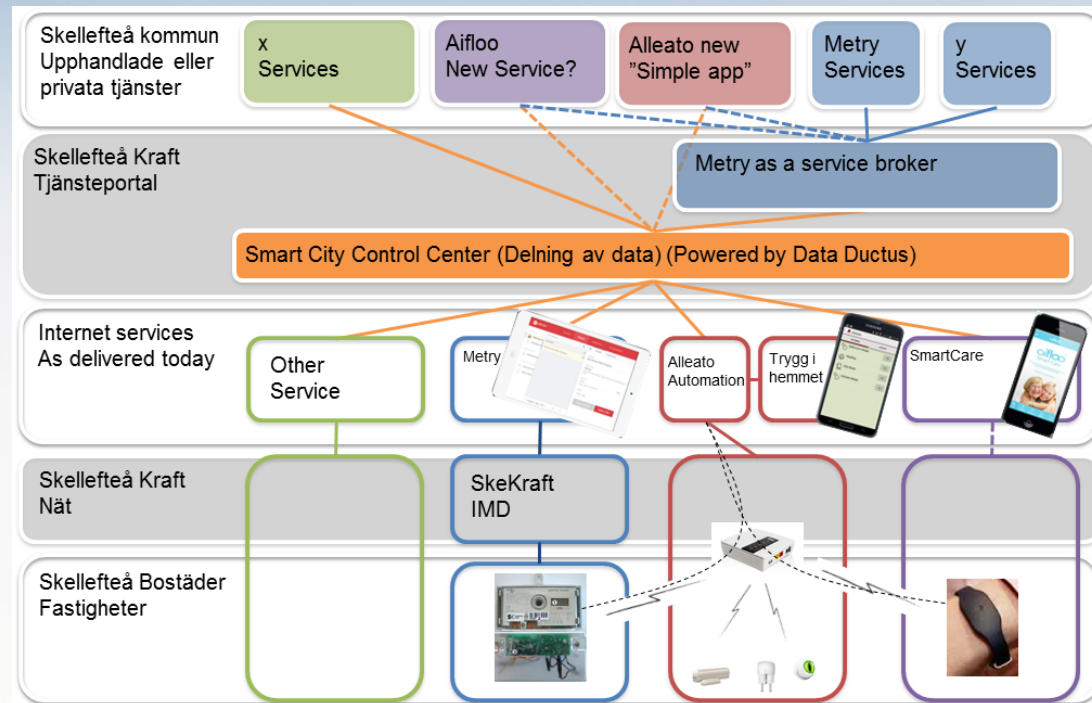 Skellefteå kommun
Upphandlade eller
privata tjänster
x
Services
Aifloo
New Service?
Alleato new
”Simple app”
Metry
Services
y
Services
Skellefteå Kraft
Tjänsteportal
Metry as a service broker
Smart City Control Center (Delning av data) (Powered by Data Ductus)
Internet services
As delivered today
Other
Service
Metry
Alleato
Automation
Trygg i
hemmet
SmartCare
aifloo
Skellefteå Kraft
Nät
SkeKraft
IMD
Skellefteå Bostäder
Fastigheter